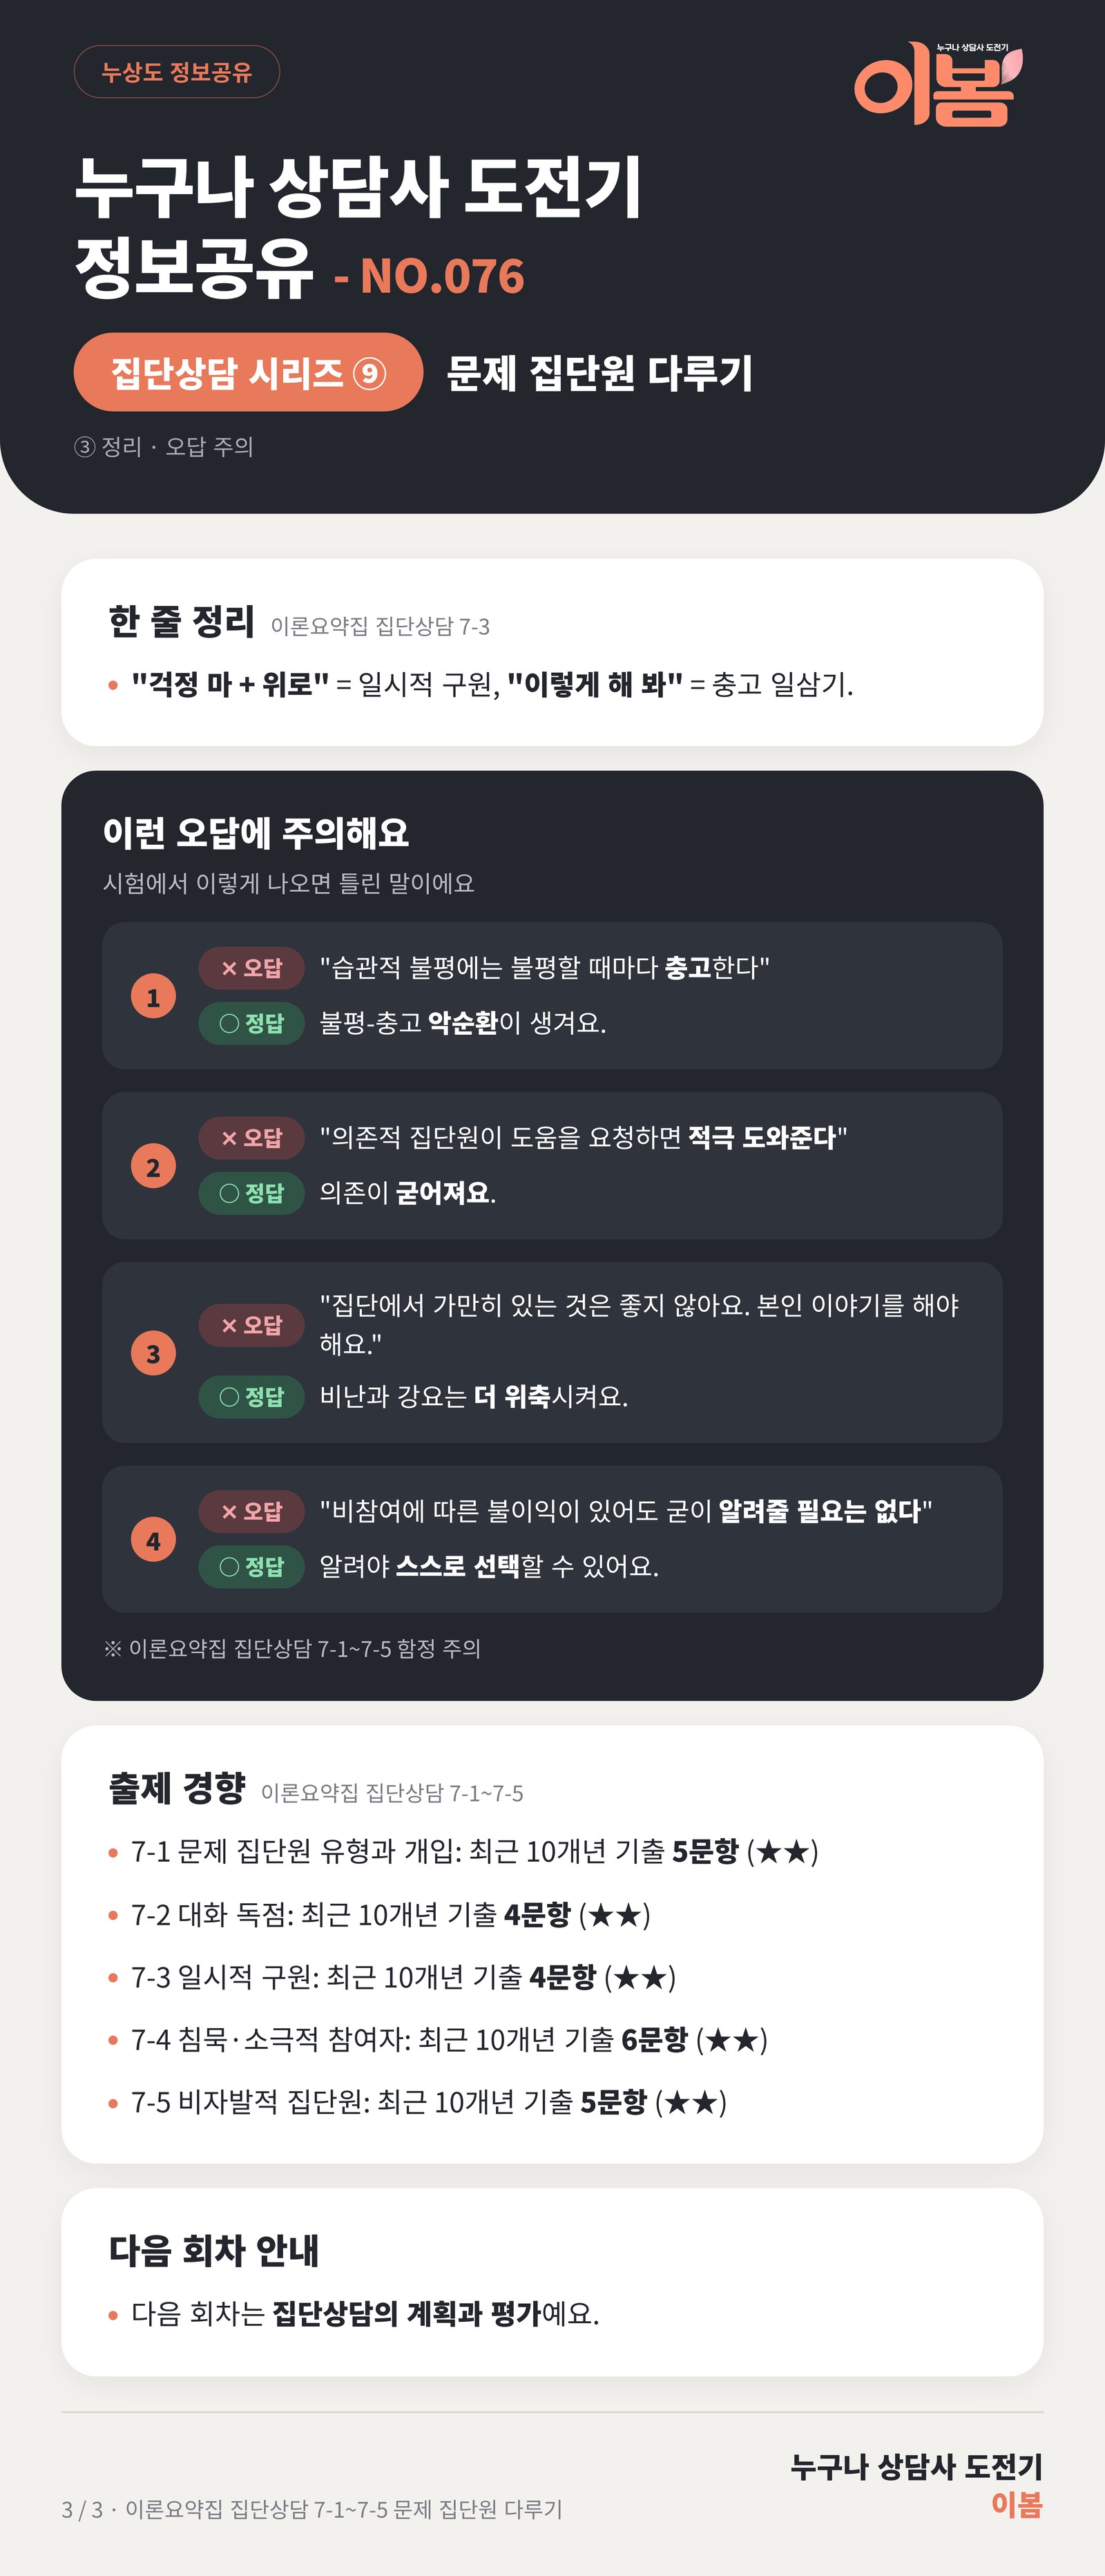 누상도 정보공유
누구나 상담사 도전기
이봄
누구나 상담사 도전기
정보공유 - NO.076
집단상담 시리즈 ⑨ 문제 집단원 다루기
③ 정리 · 오답 주의
한 줄 정리 이론요약집 집단상담 7-3
• "걱정 마 + 위로" = 일시적 구원, "이렇게 해 봐" = 충고 일삼기.
이런 오답에 주의해요
시험에서 이렇게 나오면 틀린 말이에요
1
✕ 오답 "습관적 불평에는 불평할 때마다 충고한다"
○ 정답 불평-충고 악순환이 생겨요.
2
✕ 오답 "의존적 집단원이 도움을 요청하면 적극 도와준다"
○ 정답 의존이 굳어져요.
3
✕ 오답 "집단에서 가만히 있는 것은 좋지 않아요. 본인 이야기를 해야
해요."
○ 정답 비난과 강요는 더 위축시켜요.
4
✕ 오답 "비참여에 따른 불이익이 있어도 굳이 알려줄 필요는 없다"
○ 정답 알려야 스스로 선택할 수 있어요.
※ 이론요약집 집단상담 7-1~7-5 함정 주의
출제 경향 이론요약집 집단상담 7-1~7-5
• 7-1 문제 집단원 유형과 개입: 최근 10개년 기출 5문항 (★★)
• 7-2 대화 독점: 최근 10개년 기출 4문항 (★★)
• 7-3 일시적 구원: 최근 10개년 기출 4문항 (★★)
• 7-4 침묵·소극적 참여자: 최근 10개년 기출 6문항 (★★)
• 7-5 비자발적 집단원: 최근 10개년 기출 5문항 (★★)
다음 회차 안내
• 다음 회차는 집단상담의 계획과 평가예요.
누구나 상담사 도전기
3 / 3 · 이론요약집 집단상담 7-1~7-5 문제 집단원 다루기
이봄